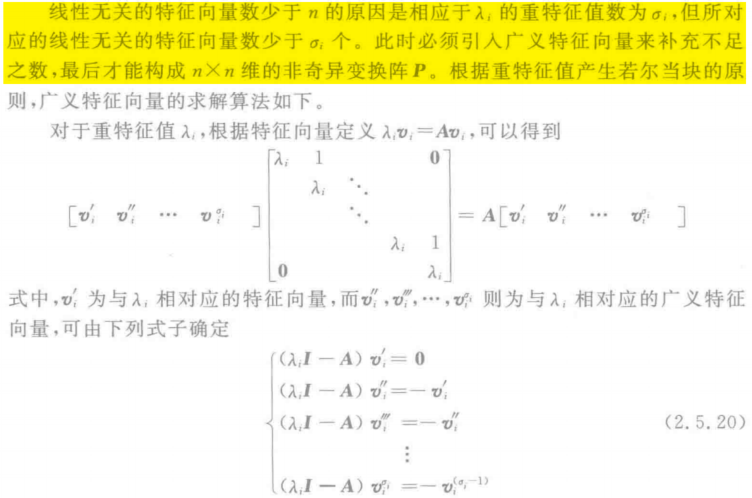 线性无关的特征向量数少于 n 的原因是相应于 λᵢ 的重特征值数为 σᵢ,但所对
应的线性无关的特征向量数少于 σᵢ 个。此时必须引入广义特征向量来补充不足
之数,最后才能构成 n×n 维的非奇异变换阵 P。根据重特征值产生若尔当块的原
则,广义特征向量的求解算法如下。
对于重特征值 λᵢ,根据特征向量定义 λᵢvᵢ=Avᵢ,可以得到
[vᵢ′ vᵢ″ ⋯ vᵢ^σᵢ] [λᵢ 1 0; λᵢ ⋱; ⋱; λᵢ 1; 0 λᵢ] = A[vᵢ′ vᵢ″ ⋯ vᵢ^σᵢ]
式中,vᵢ′ 为与 λᵢ 相对应的特征向量,而vᵢ″,vᵢ‴,⋯,vᵢ^σᵢ 则为与 λᵢ 相对应的广义特征
向量,可由下列式子确定
(λᵢI − A) vᵢ′ = 0
(λᵢI − A) vᵢ″ = − vᵢ′
(λᵢI − A) vᵢ‴ = − vᵢ″ (2.5.20)
⋮
(λᵢI − A) vᵢ^σᵢ = − vᵢ^(σᵢ−1)